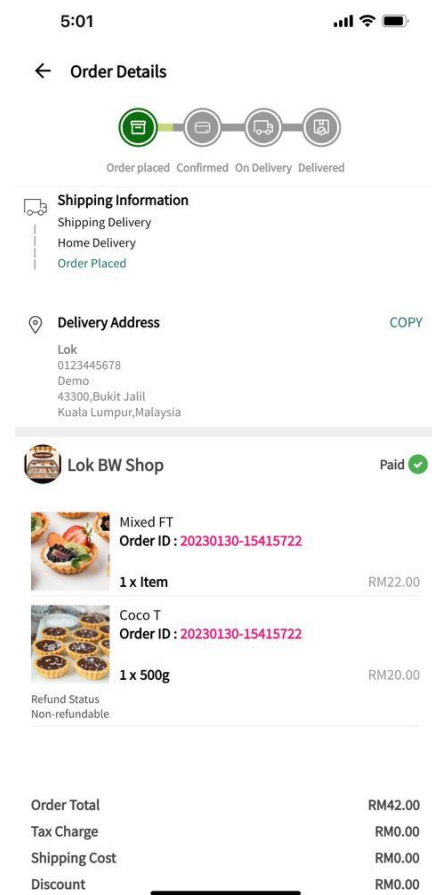 5:01
Order Details
Order placed Confirmed On Delivery Delivered
Shipping Information
Shipping Delivery
Home Delivery
Order Placed
Delivery Address COPY
Lok
0123445678
Demo
43300,Bukit Jalil
Kuala Lumpur,Malaysia
Lok BW Shop Paid
Mixed FT
Order ID : 20230130-15415722
1 x Item RM22.00
Coco T
Order ID : 20230130-15415722
1 x 500g RM20.00
Refund Status
Non-refundable
Order Total RM42.00
Tax Charge RM0.00
Shipping Cost RM0.00
Discount RM0.00